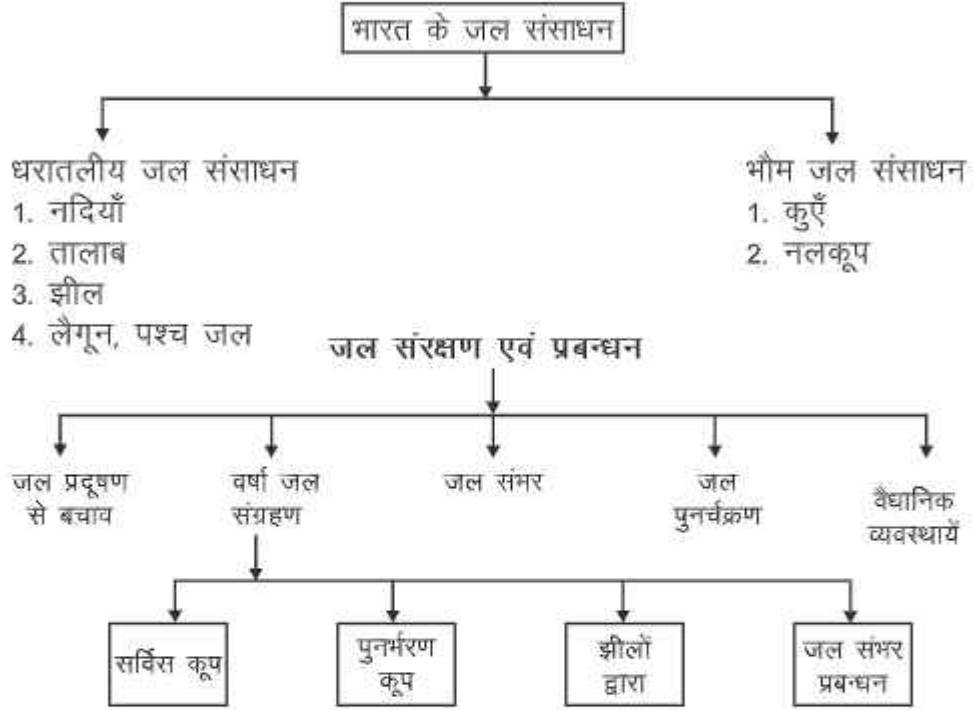 भारत के जल संसाधन
धरातलीय जल संसाधन
1. नदियाँ
2. तालाब
3. झील
4. लैगून, पश्च जल
भौम जल संसाधन
1. कुएँ
2. नलकूप
जल संरक्षण एवं प्रबन्धन
जल प्रदूषण
से बचाव
वर्षा जल
संग्रहण
जल संभर
जल
पुनर्चक्रण
वैधानिक
व्यवस्थायें
सर्विस कूप
पुनर्भरण
कूप
झीलों
द्वारा
जल संभर
प्रबन्धन